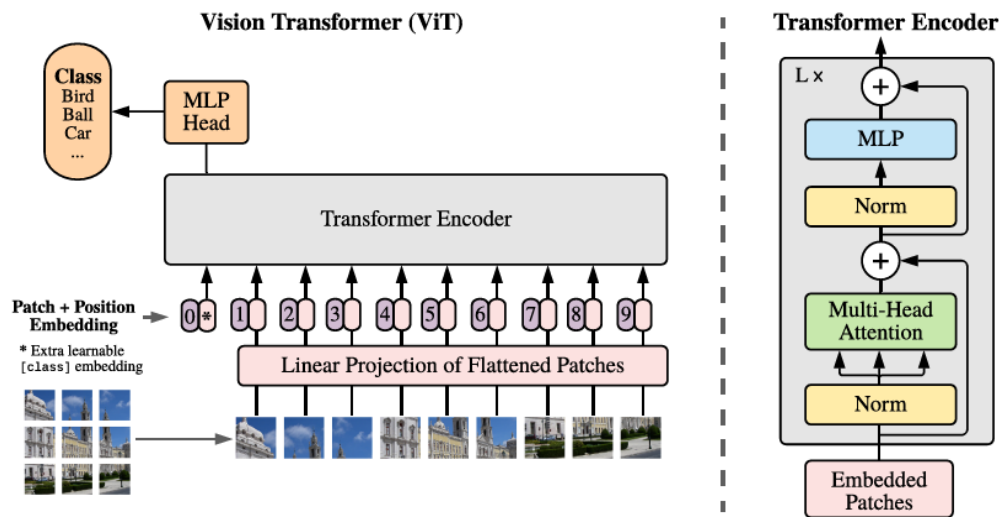 Vision Transformer (ViT)
Class
Bird
Ball
Car
...
MLP
Head
Transformer Encoder
Patch + Position
Embedding
* Extra learnable
[class] embedding
0 * 1 2 3 4 5 6 7 8 9
Linear Projection of Flattened Patches
Transformer Encoder
L ×
+
MLP
Norm
+
Multi-Head
Attention
Norm
Embedded
Patches